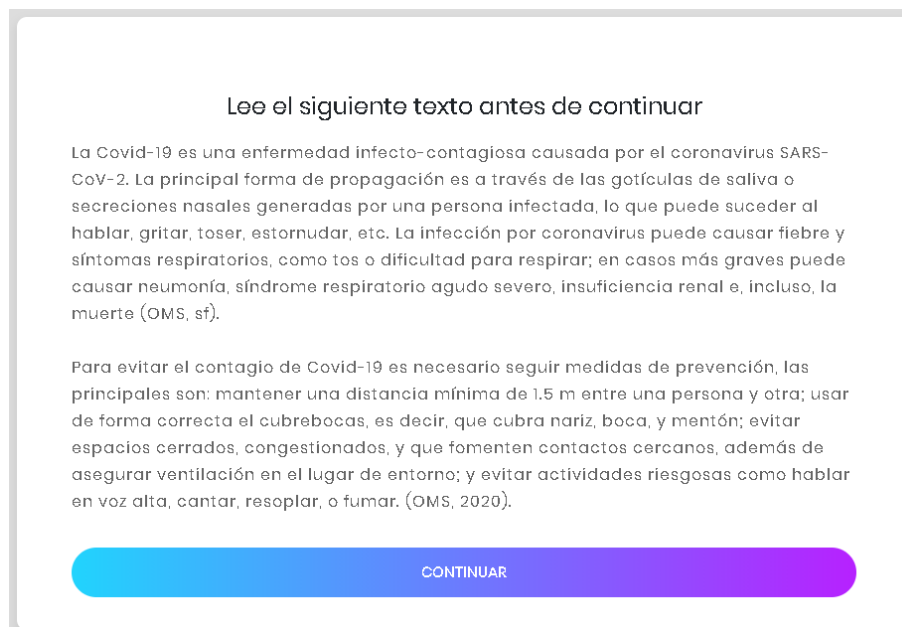 Lee el siguiente texto antes de continuar
La Covid-19 es una enfermedad infecto-contagiosa causada por el coronavirus SARS-
CoV-2. La principal forma de propagación es a través de las gotículas de saliva o
secreciones nasales generadas por una persona infectada, lo que puede suceder al
hablar, gritar, toser, estornudar, etc. La infección por coronavirus puede causar fiebre y
síntomas respiratorios, como tos o dificultad para respirar; en casos más graves puede
causar neumonía, síndrome respiratorio agudo severo, insuficiencia renal e, incluso, la
muerte (OMS, sf).
Para evitar el contagio de Covid-19 es necesario seguir medidas de prevención, las
principales son: mantener una distancia mínima de 1.5 m entre una persona y otra; usar
de forma correcta el cubrebocas, es decir, que cubra nariz, boca, y mentón; evitar
espacios cerrados, congestionados, y que fomenten contactos cercanos, además de
asegurar ventilación en el lugar de entorno; y evitar actividades riesgosas como hablar
en voz alta, cantar, resoplar, o fumar. (OMS, 2020).
CONTINUAR